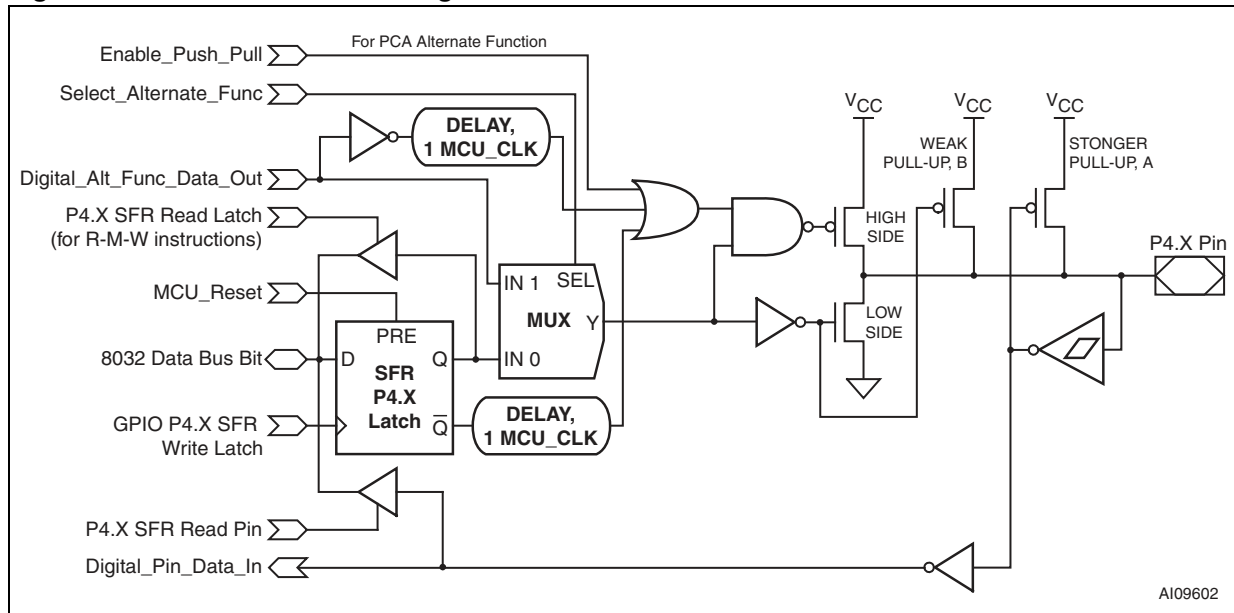 Enable_Push_Pull
For PCA Alternate Function
Select_Alternate_Func
DELAY,
1 MCU_CLK
Digital_Alt_Func_Data_Out
P4.X SFR Read Latch
(for R-M-W instructions)
MCU_Reset
8032 Data Bus Bit
GPIO P4.X SFR
Write Latch
P4.X SFR Read Pin
Digital_Pin_Data_In
PRE
D
Q
SFR
P4.X
Latch
Q
DELAY,
1 MCU_CLK
IN 1
SEL
MUX
Y
IN 0
VCC
VCC
VCC
WEAK
PULL-UP, B
STONGER
PULL-UP, A
HIGH
SIDE
LOW
SIDE
P4.X Pin
AI09602